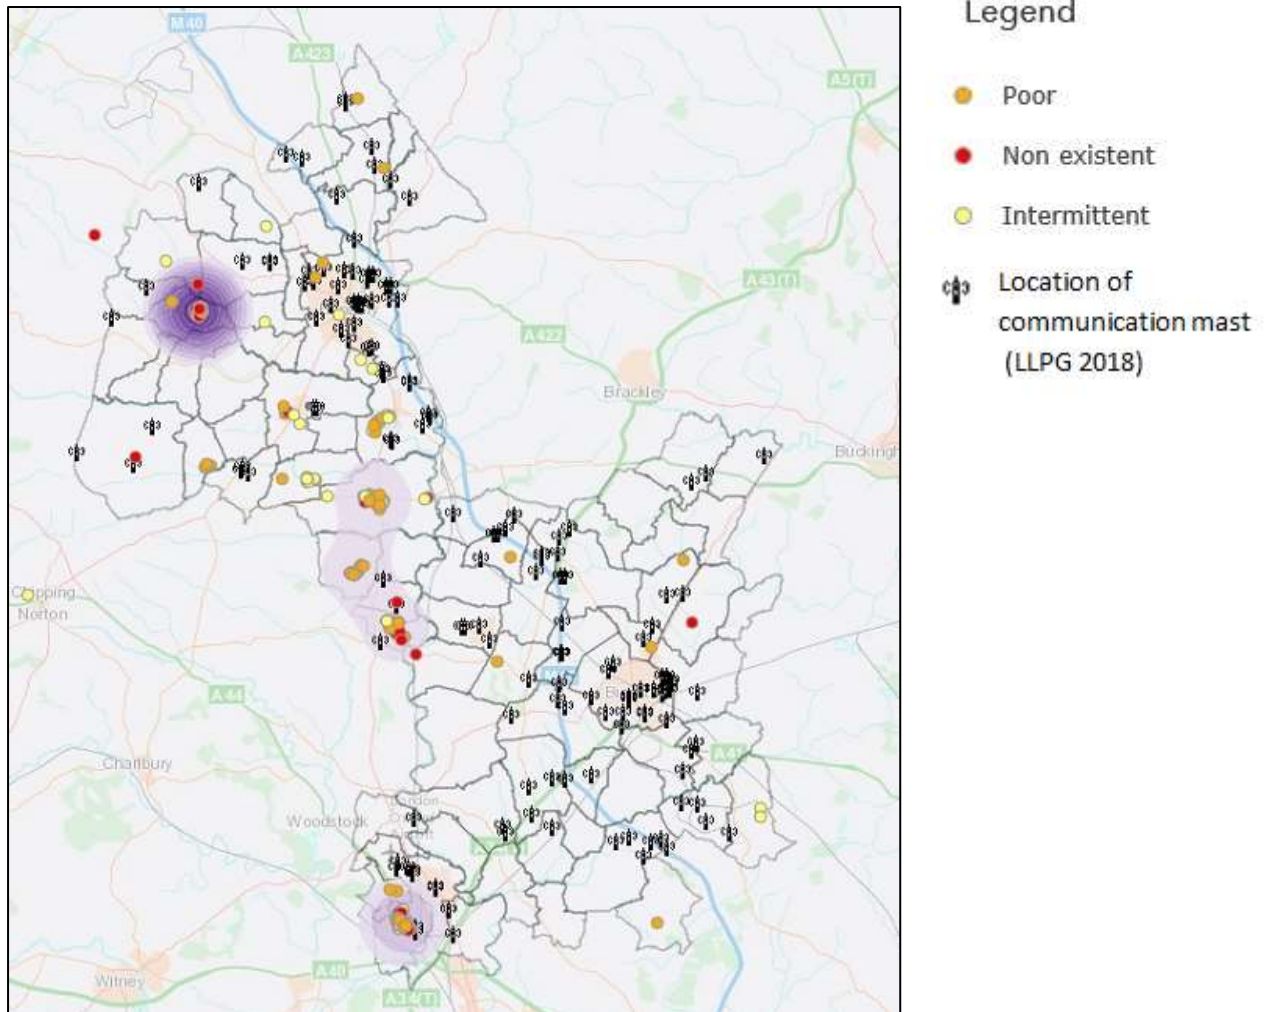 M40
A423
A5(T)
A43(T)
A422
Brackley
Buckingh
Chipping
Norton
A44
A41
Charlbury
Woodstock
Witney
A40
A34(T)
Legend
Poor
Non existent
Intermittent
Location of
communication mast
(LLPG 2018)